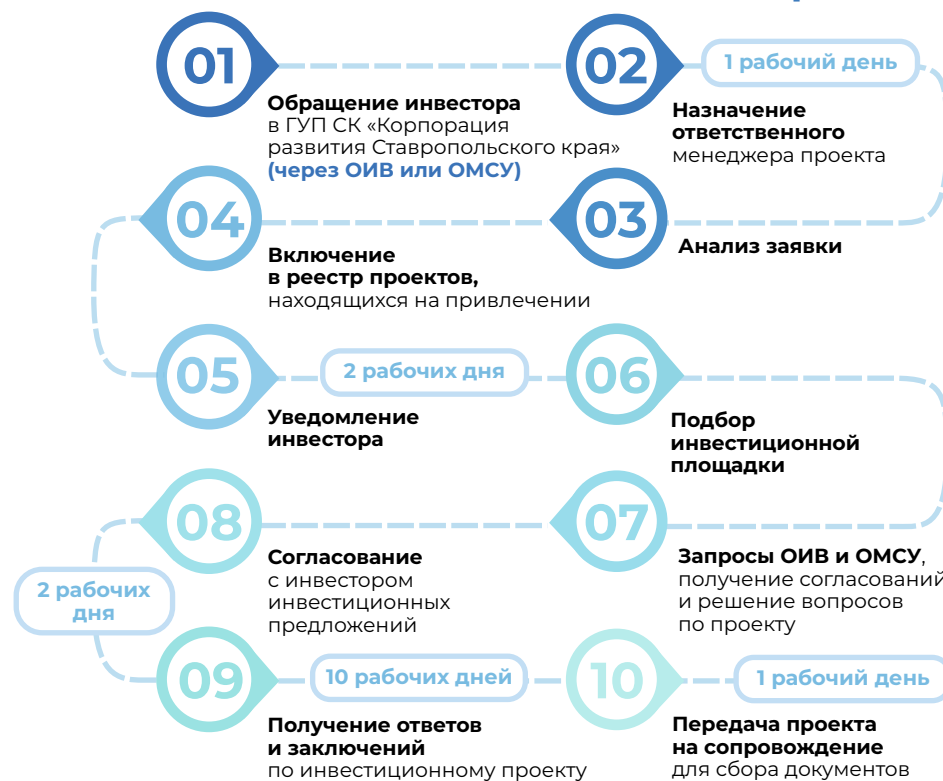 01
Обращение инвестора
в ГУП СК «Корпорация
развития Ставропольского края»
(через ОИВ или ОМСУ)
02
1 рабочий день
Назначение
ответственного
менеджера проекта
03
Анализ заявки
04
Включение
в реестр проектов,
находящихся на привлечении
05
2 рабочих дня
Уведомление
инвестора
06
Подбор
инвестиционной
площадки
07
Запросы ОИВ и ОМСУ,
получение согласований
и решение вопросов
по проекту
08
Согласование
с инвестором
инвестиционных
предложений
2 рабочих
дня
09
10 рабочих дней
Получение ответов
и заключений
по инвестиционному проекту
10
1 рабочий день
Передача проекта
на сопровождение
для сбора документов